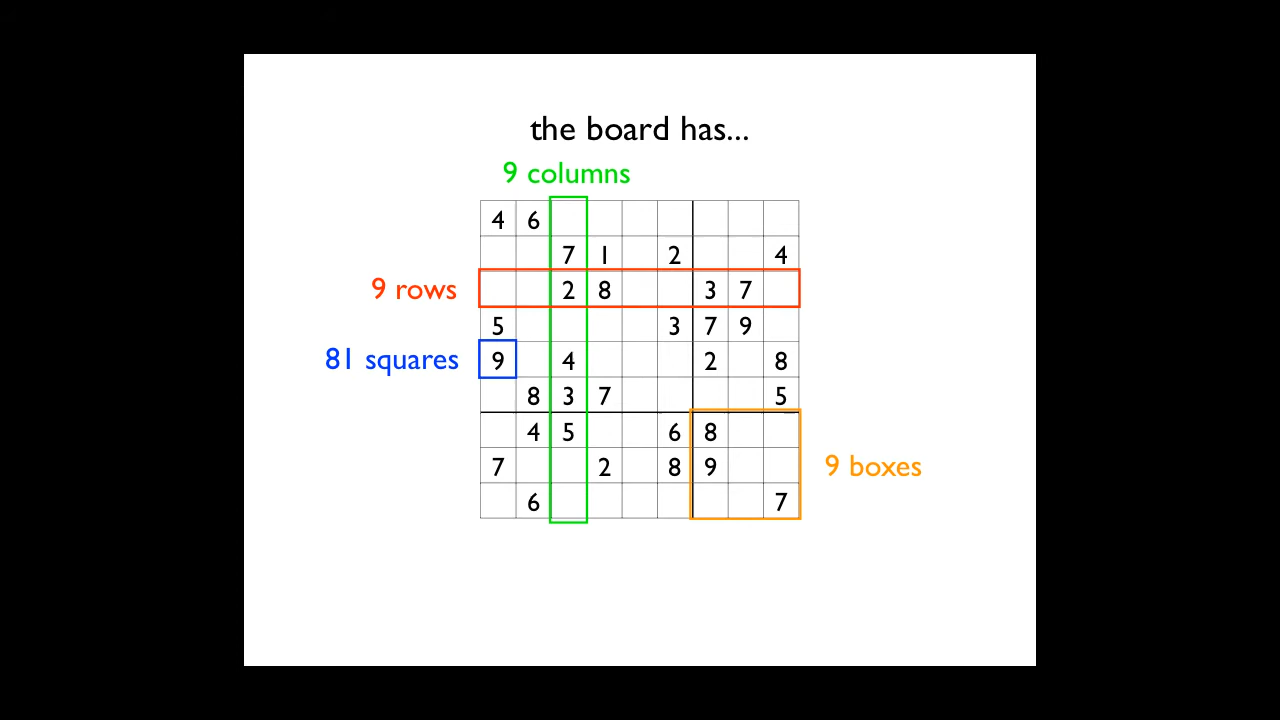 the board has...
9 columns
4 6
7 1 2 4
9 rows 2 8 3 7
5 3 7 9
81 squares 9 4 2 8
8 3 7 5
4 5 6 8
7 2 8 9 9 boxes
6 7